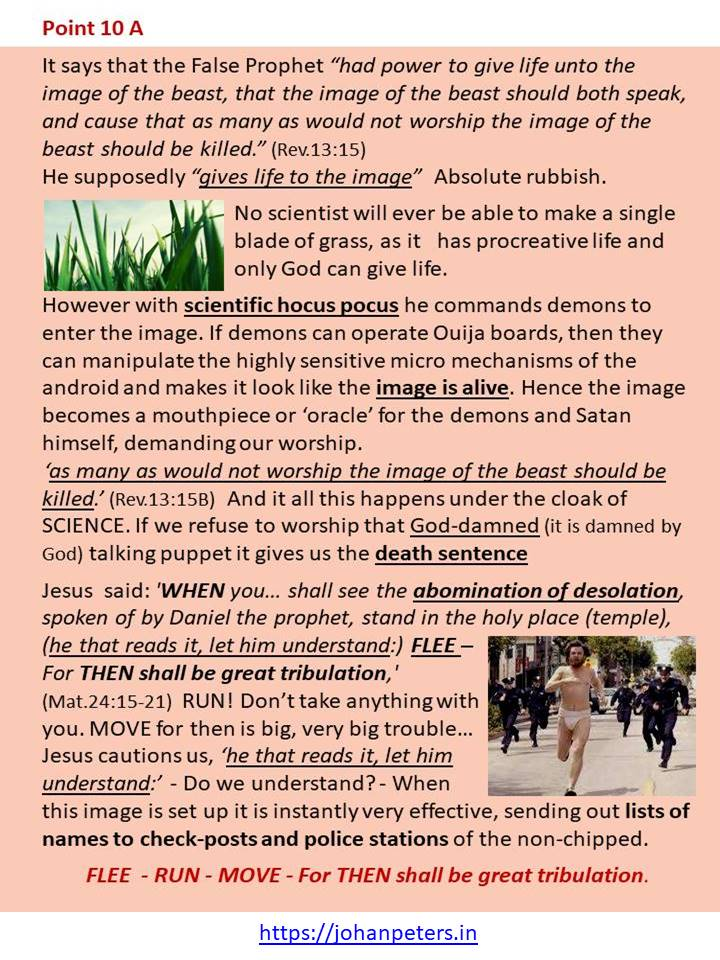 Point 10 A
It says that the False Prophet “had power to give life unto the
image of the beast, that the image of the beast should both speak,
and cause that as many as would not worship the image of the
beast should be killed.” (Rev.13:15)
He supposedly “gives life to the image” Absolute rubbish.
No scientist will ever be able to make a single
blade of grass, as it has procreative life and
only God can give life.
However with scientific hocus pocus he commands demons to
enter the image. If demons can operate Ouija boards, then they
can manipulate the highly sensitive micro mechanisms of the
android and makes it look like the image is alive. Hence the image
becomes a mouthpiece or ‘oracle’ for the demons and Satan
himself, demanding our worship.
‘as many as would not worship the image of the beast should be
killed.’ (Rev.13:15B) And it all this happens under the cloak of
SCIENCE. If we refuse to worship that God-damned (it is damned by
God) talking puppet it gives us the death sentence
Jesus said: 'WHEN you… shall see the abomination of desolation,
spoken of by Daniel the prophet, stand in the holy place (temple),
(he that reads it, let him understand:) FLEE –
For THEN shall be great tribulation,'
(Mat.24:15-21) RUN! Don’t take anything with
you. MOVE for then is big, very big trouble…
Jesus cautions us, ‘he that reads it, let him
understand:’ - Do we understand? - When
this image is set up it is instantly very effective, sending out lists of
names to check-posts and police stations of the non-chipped.
FLEE - RUN - MOVE - For THEN shall be great tribulation.
https://johanpeters.in